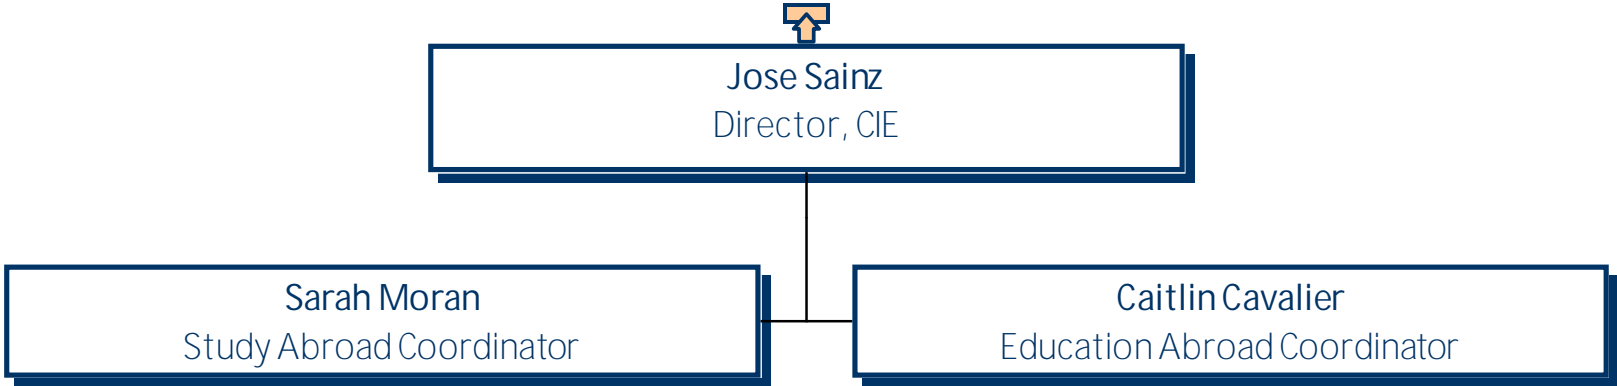 Jose Sainz
Director, CIE
Sarah Moran
Study Abroad Coordinator
Caitlin Cavalier
Education Abroad Coordinator